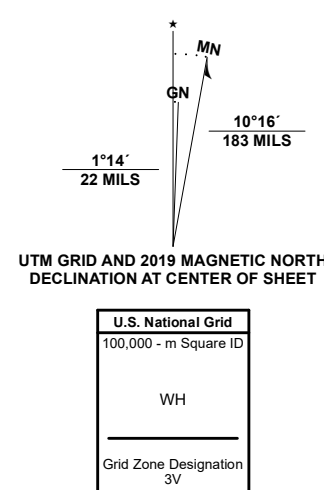 ★
MN
GN
10°16´
183 MILS
1°14´
22 MILS
UTM GRID AND 2019 MAGNETIC NORTH
DECLINATION AT CENTER OF SHEET
U.S. National Grid
100,000 - m Square ID
WH
Grid Zone Designation
3V